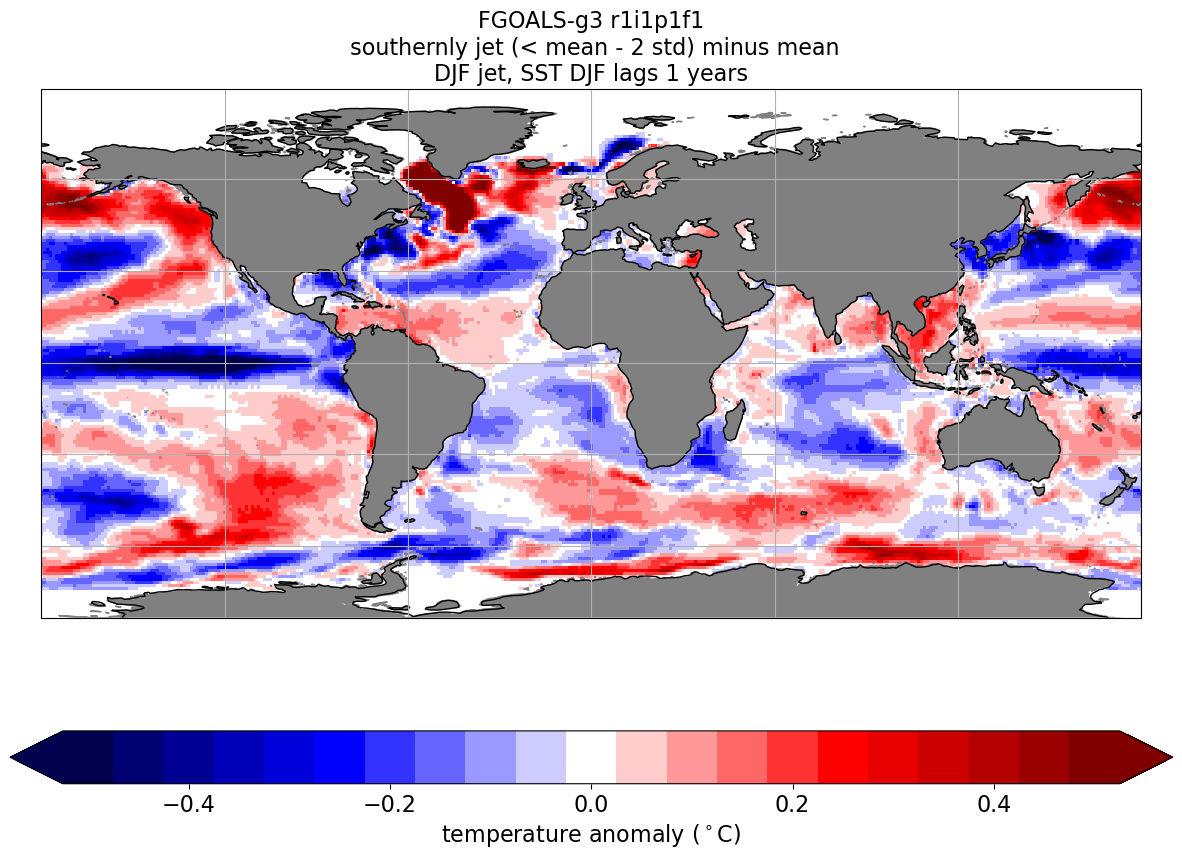 FGOALS-g3 r1i1p1f1
southernly jet (< mean - 2 std) minus mean
DJF jet, SST DJF lags 1 years
−0.4 −0.2 0.0 0.2 0.4
temperature anomaly (°C)